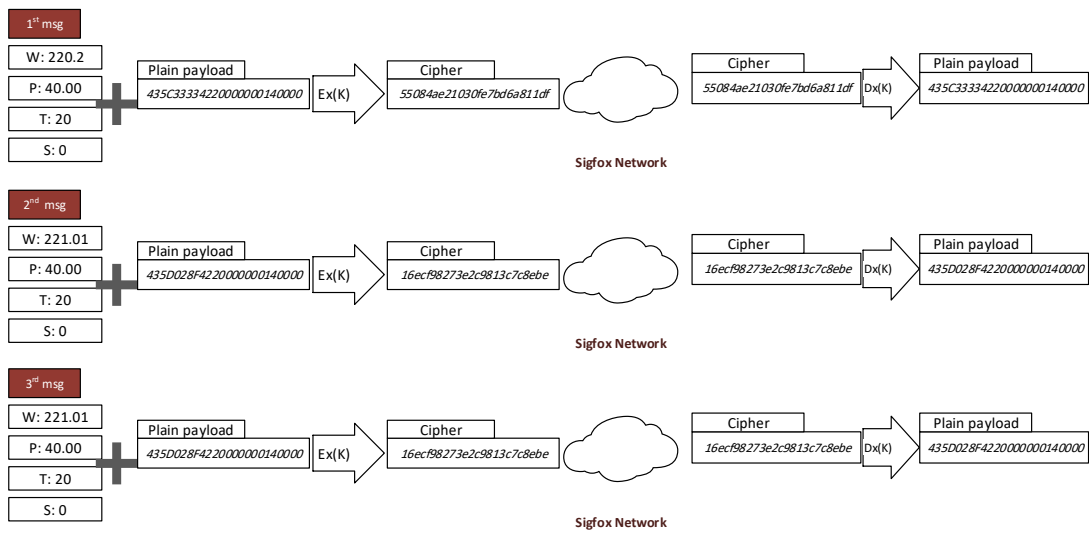 1st msg
W: 220.2
P: 40.00
T: 20
S: 0
Plain payload
435C33334220000000140000
Ex(K)
Cipher
55084ae21030fe7bd6a811df
Sigfox Network
Cipher
55084ae21030fe7bd6a811df
Dx(K)
Plain payload
435C33334220000000140000
2nd msg
W: 221.01
P: 40.00
T: 20
S: 0
Plain payload
435D028F4220000000140000
Ex(K)
Cipher
16ecf98273e2c9813c7c8ebe
Sigfox Network
Cipher
16ecf98273e2c9813c7c8ebe
Dx(K)
Plain payload
435D028F4220000000140000
3rd msg
W: 221.01
P: 40.00
T: 20
S: 0
Plain payload
435D028F4220000000140000
Ex(K)
Cipher
16ecf98273e2c9813c7c8ebe
Sigfox Network
Cipher
16ecf98273e2c9813c7c8ebe
Dx(K)
Plain payload
435D028F4220000000140000